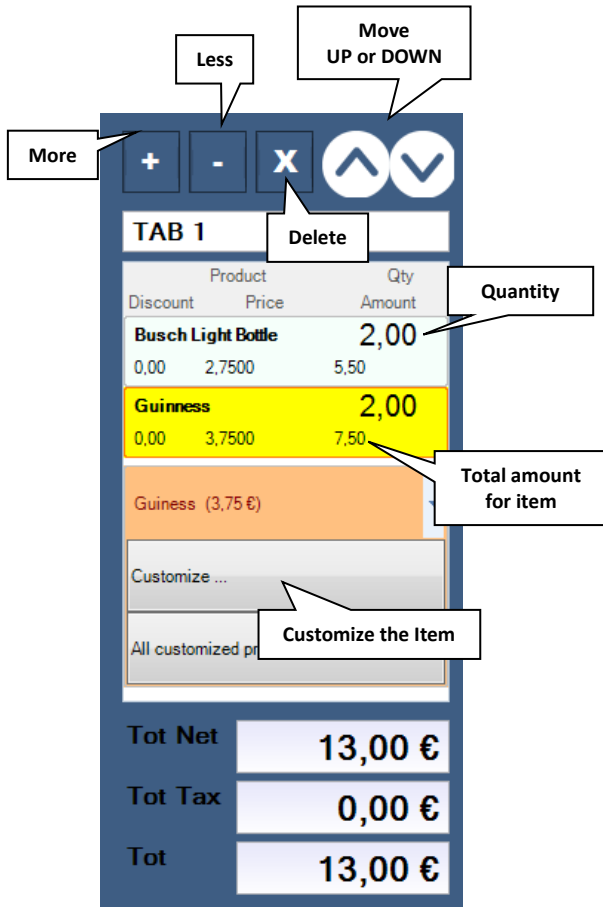 Move
UP or DOWN
Less
More
+ - X
TAB 1
Delete
Product Qty
Discount Price Amount
Quantity
Busch Light Bottle 2,00
0,00 2,7500 5,50
Guinness 2,00
0,00 3,7500 7,50
Total amount
for item
Guiness (3,75 €)
Customize ...
Customize the Item
All customized pr
Tot Net 13,00 €
Tot Tax 0,00 €
Tot 13,00 €